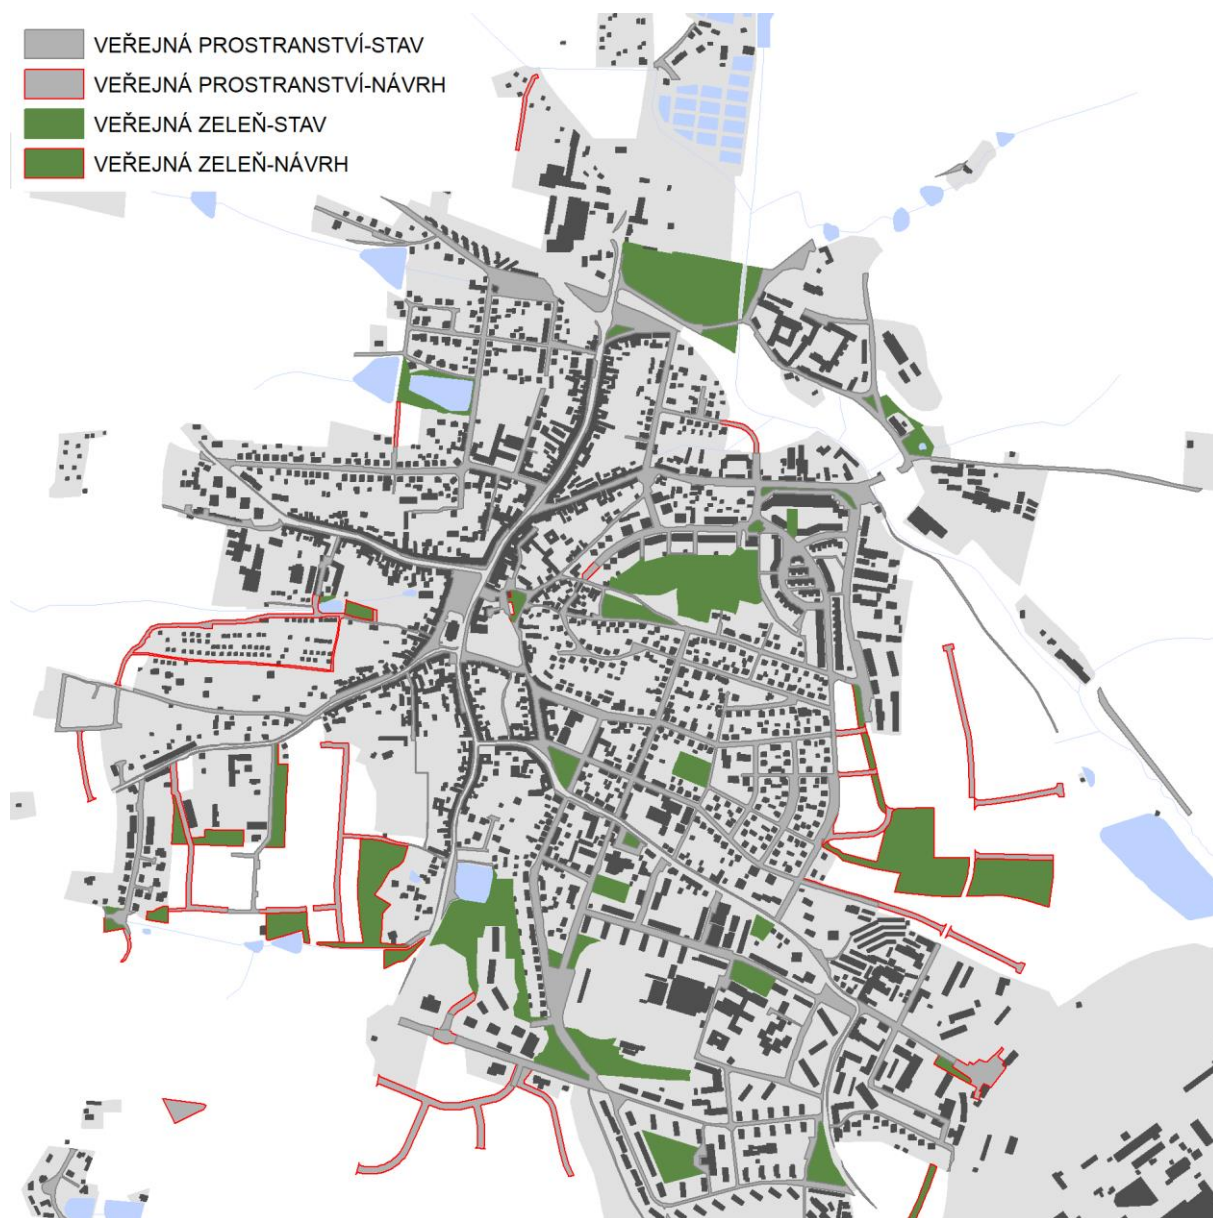 VEŘEJNÁ PROSTRANSTVÍ-STAV
VEŘEJNÁ PROSTRANSTVÍ-NÁVRH
VEŘEJNÁ ZELEŇ-STAV
VEŘEJNÁ ZELEŇ-NÁVRH